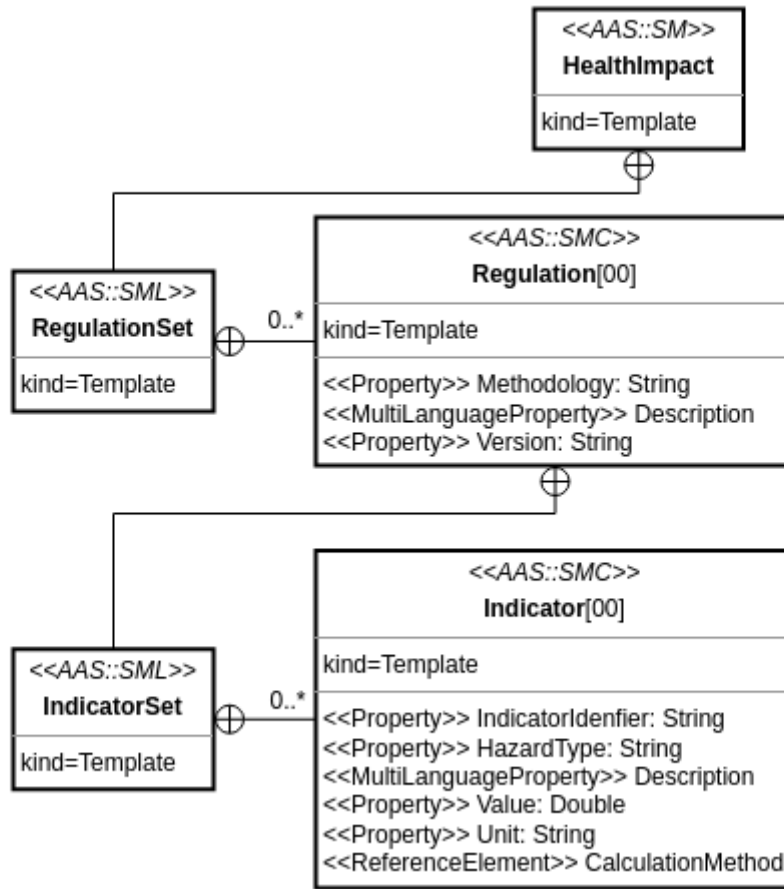 <<AAS::SM>>
HealthImpact
kind=Template
<<AAS::SMC>>
Regulation[00]
<<AAS::SML>>
RegulationSet
0..*
kind=Template
kind=Template
<<Property>> Methodology: String
<<MultiLanguageProperty>> Description
<<Property>> Version: String
<<AAS::SMC>>
Indicator[00]
<<AAS::SML>>
IndicatorSet
0..*
kind=Template
kind=Template
<<Property>> IndicatorIdenfier: String
<<Property>> HazardType: String
<<MultiLanguageProperty>> Description
<<Property>> Value: Double
<<Property>> Unit: String
<<ReferenceElement>> CalculationMethod